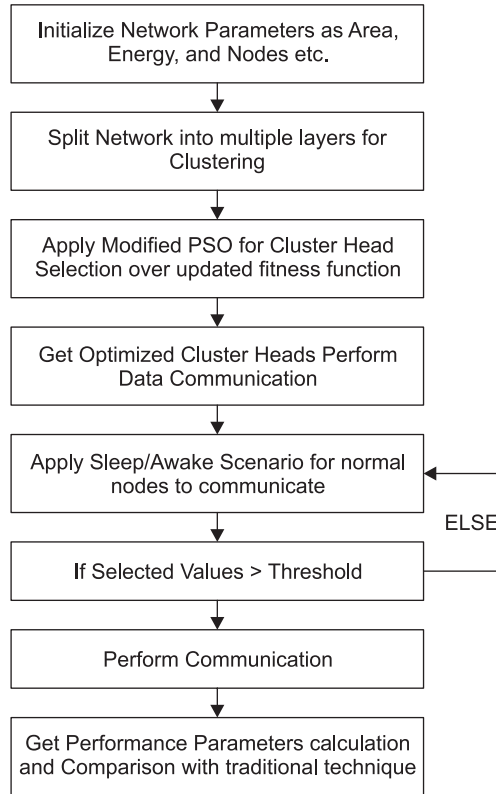 Initialize Network Parameters as Area,
Energy, and Nodes etc.
Split Network into multiple layers for
Clustering
Apply Modified PSO for Cluster Head
Selection over updated fitness function
Get Optimized Cluster Heads Perform
Data Communication
Apply Sleep/Awake Scenario for normal
nodes to communicate
ELSE
If Selected Values > Threshold
Perform Communication
Get Performance Parameters calculation
and Comparison with traditional technique